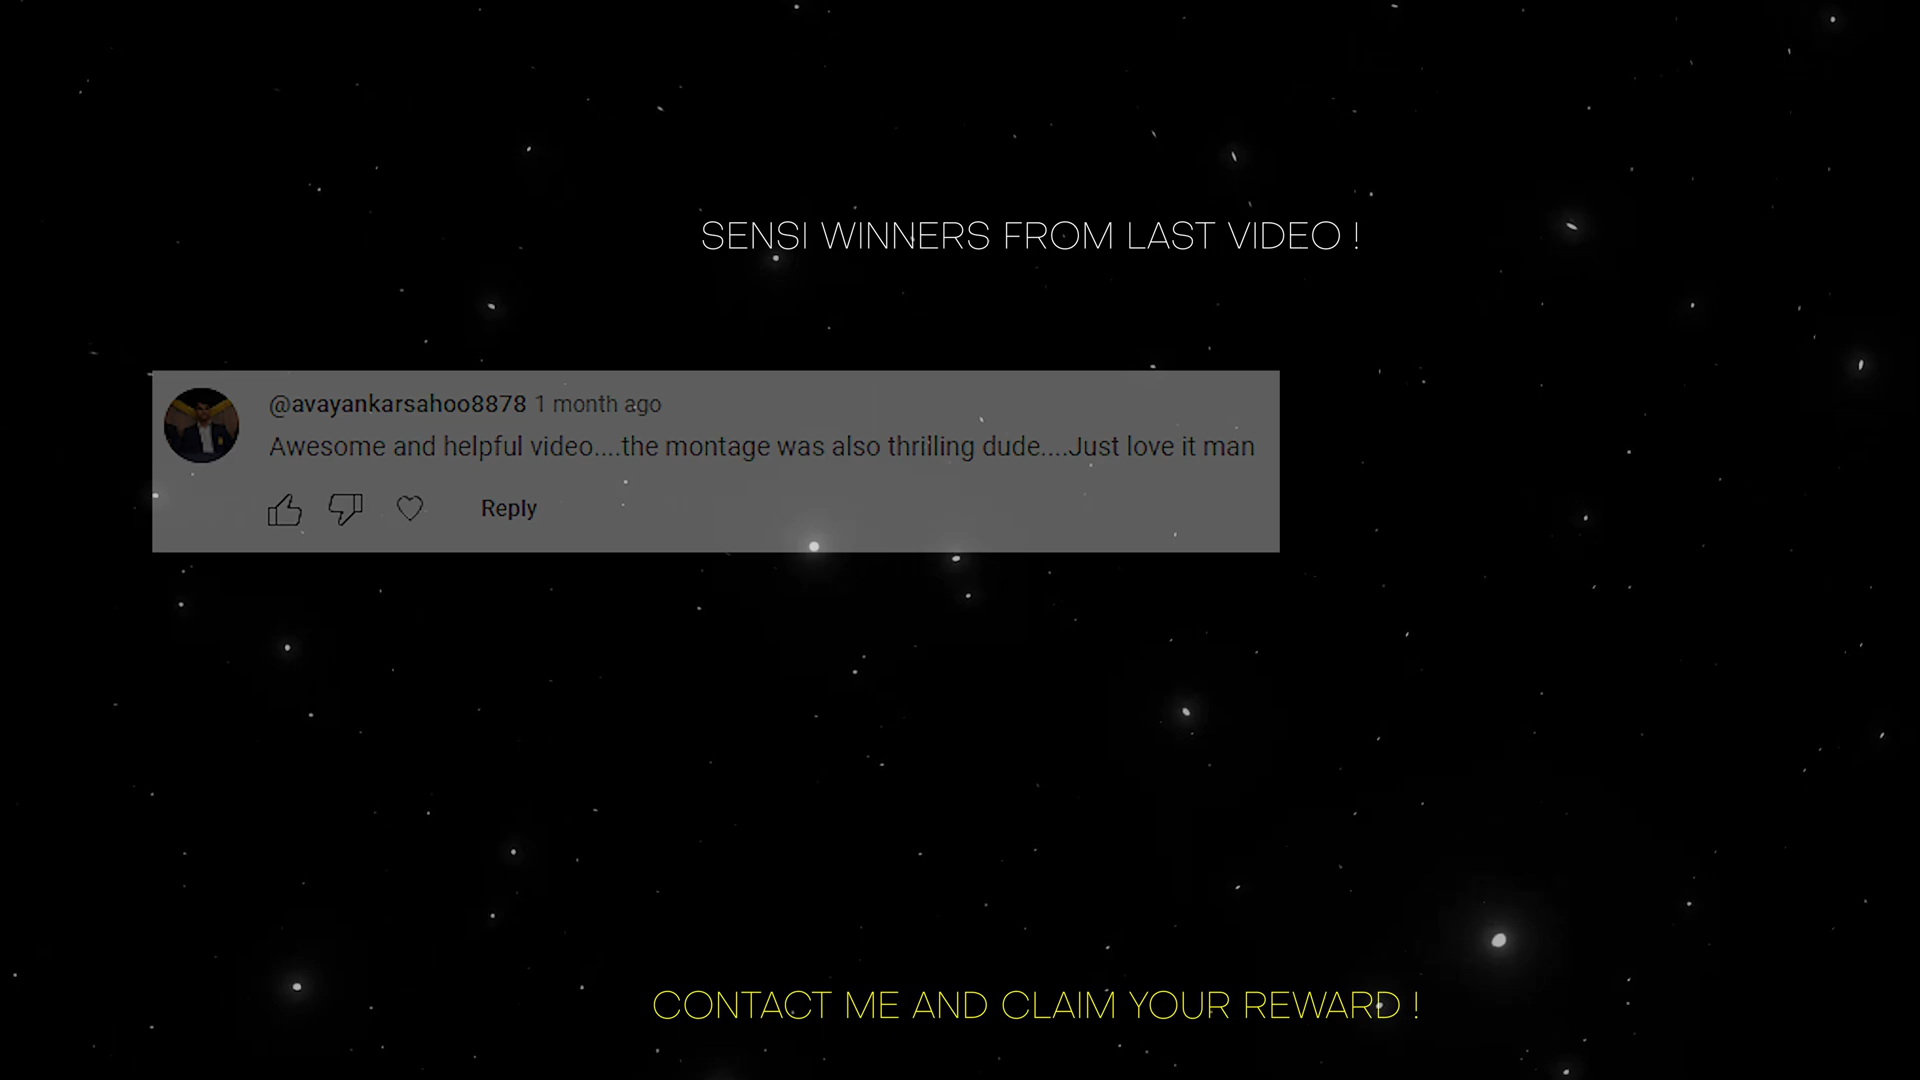 SENSI WINNERS FROM LAST VIDEO !
@avayankarsahoo8878 1 month ago
Awesome and helpful video....the montage was also thrilling dude....Just love it man
Reply
CONTACT ME AND CLAIM YOUR REWARD !